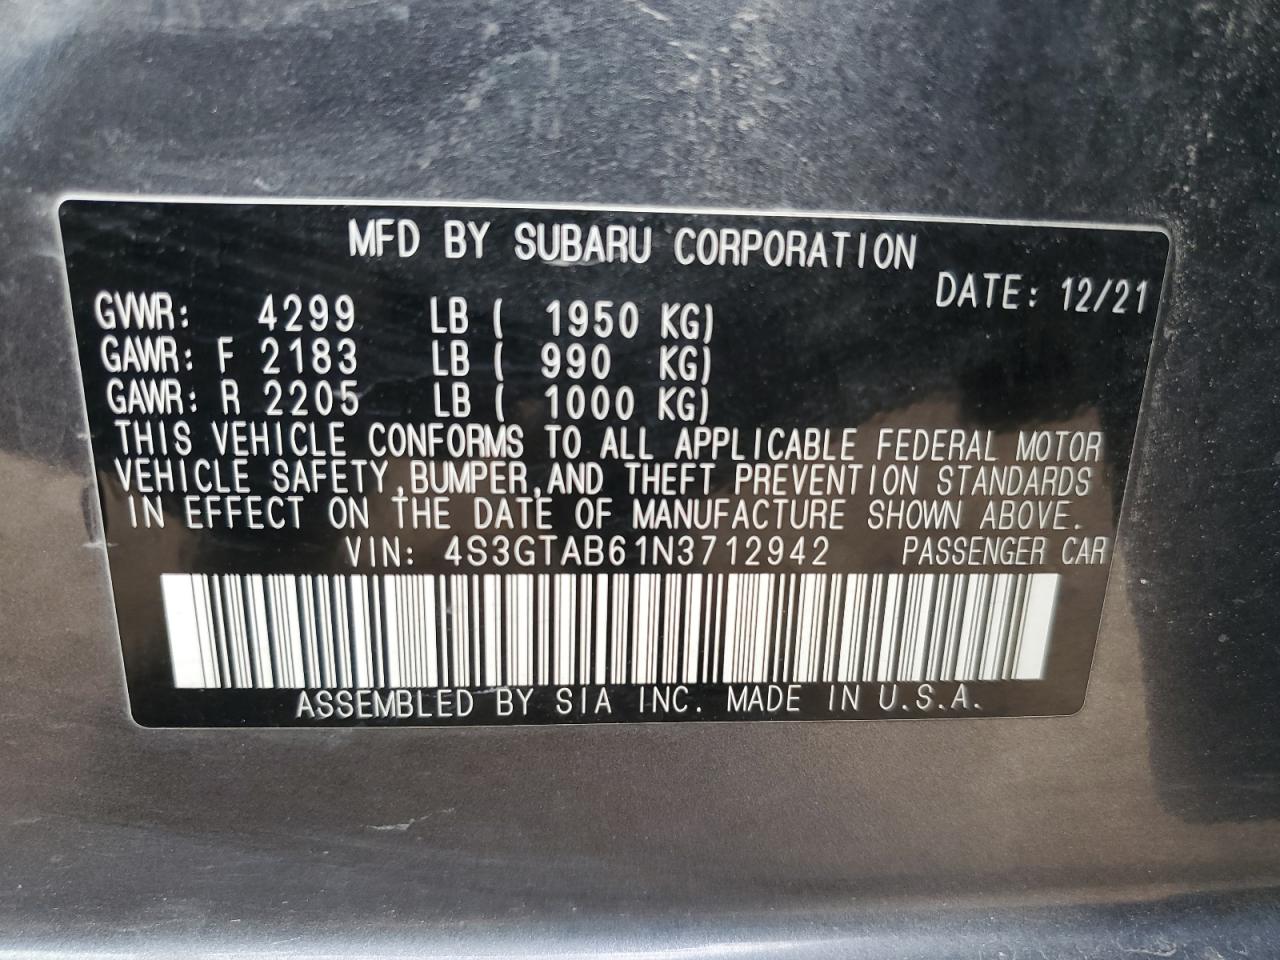 MFD BY SUBARU CORPORATION
DATE: 12/21
GVWR: 4299 LB ( 1950 KG)
GAWR: F 2183 LB ( 990 KG)
GAWR: R 2205 LB ( 1000 KG)
THIS VEHICLE CONFORMS TO ALL APPLICABLE FEDERAL MOTOR
VEHICLE SAFETY,BUMPER,AND THEFT PREVENTION STANDARDS
IN EFFECT ON THE DATE OF MANUFACTURE SHOWN ABOVE.
VIN: 4S3GTAB61N3712942 PASSENGER CAR
ASSEMBLED BY SIA INC. MADE IN U.S.A.